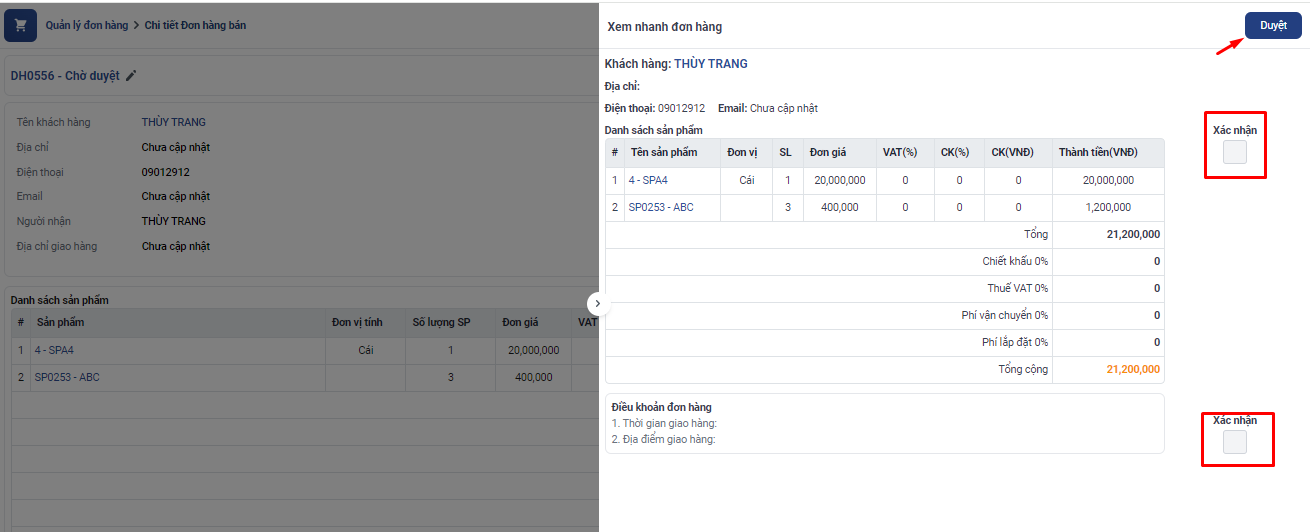 Quản lý đơn hàng > Chi tiết Đơn hàng bán
DH0556 - Chờ duyệt
Tên khách hàng THÙY TRANG
Địa chỉ Chưa cập nhật
Điện thoại 09012912
Email Chưa cập nhật
Người nhận THÙY TRANG
Địa chỉ giao hàng Chưa cập nhật
Danh sách sản phẩm
# Sản phẩm Đơn vị tính Số lượng SP Đơn giá VAT
1 4 - SPA4 Cái 1 20,000,000
2 SP0253 - ABC 3 400,000
Xem nhanh đơn hàng
Duyệt
Khách hàng: THÙY TRANG
Địa chỉ:
Điện thoại: 09012912 Email: Chưa cập nhật
Danh sách sản phẩm
Xác nhận
# Tên sản phẩm Đơn vị SL Đơn giá VAT(%) CK(%) CK(VNĐ) Thành tiền(VNĐ)
1 4 - SPA4 Cái 1 20,000,000 0 0 0 20,000,000
2 SP0253 - ABC 3 400,000 0 0 0 1,200,000
Tổng 21,200,000
Chiết khấu 0% 0
Thuế VAT 0% 0
Phí vận chuyển 0% 0
Phí lắp đặt 0% 0
Tổng cộng 21,200,000
Điều khoản đơn hàng
1. Thời gian giao hàng:
2. Địa điểm giao hàng:
Xác nhận